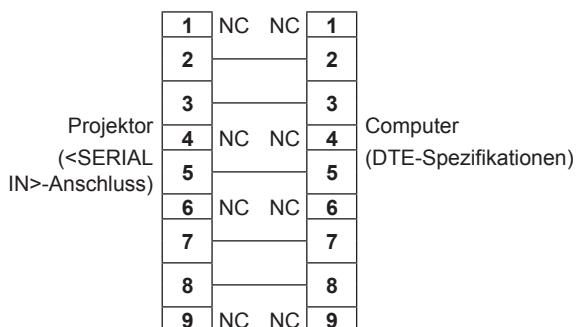 1 NC NC 1
2 2
3 3
Projektor
(<SERIAL
IN>-Anschluss)
4 NC NC 4
5 5
Computer
(DTE-Spezifikationen)
6 NC NC 6
7 7
8 8
9 NC NC 9